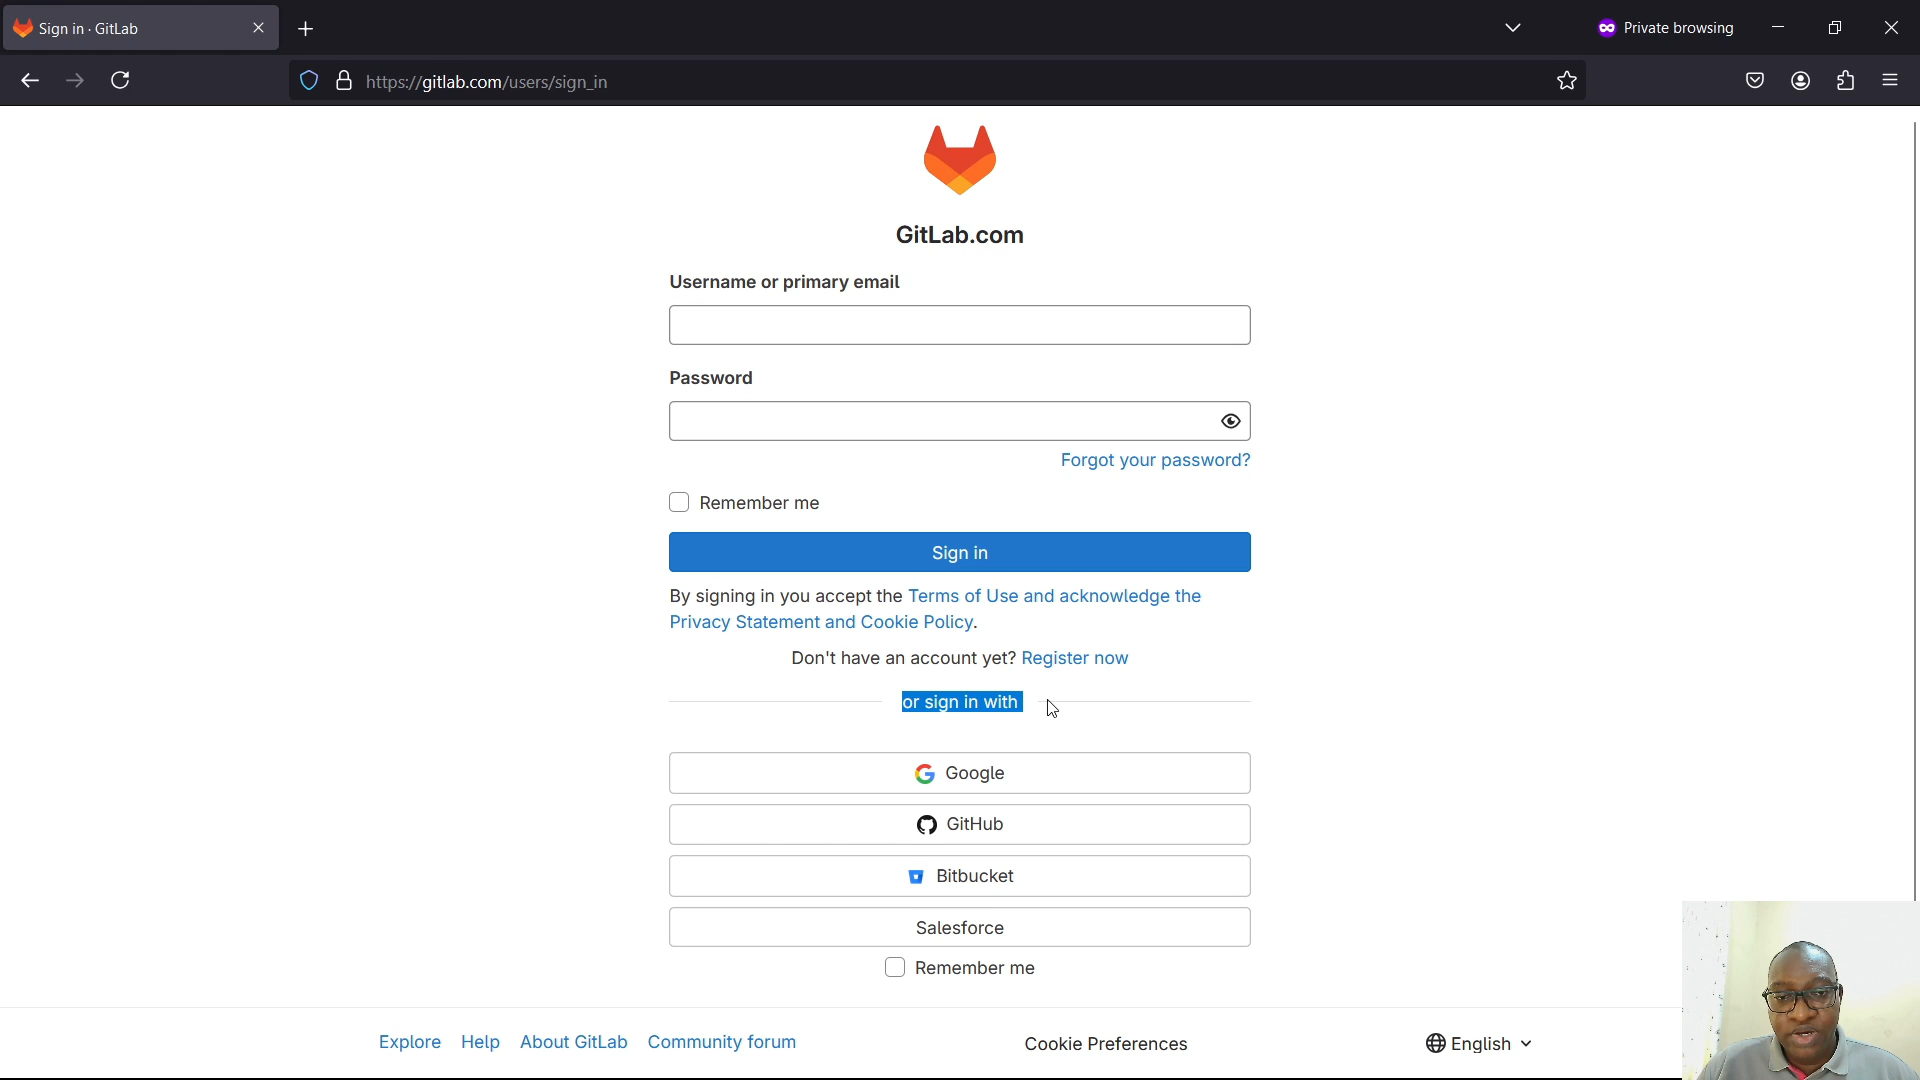 Sign in · GitLab
Private browsing
https://gitlab.com/users/sign_in
GitLab.com
Username or primary email
Password
Forgot your password?
Remember me
Sign in
By signing in you accept the Terms of Use and acknowledge the
Privacy Statement and Cookie Policy.
Don't have an account yet? Register now
or sign in with
Google
GitHub
Bitbucket
Salesforce
Remember me
Explore Help About GitLab Community forum
Cookie Preferences
English